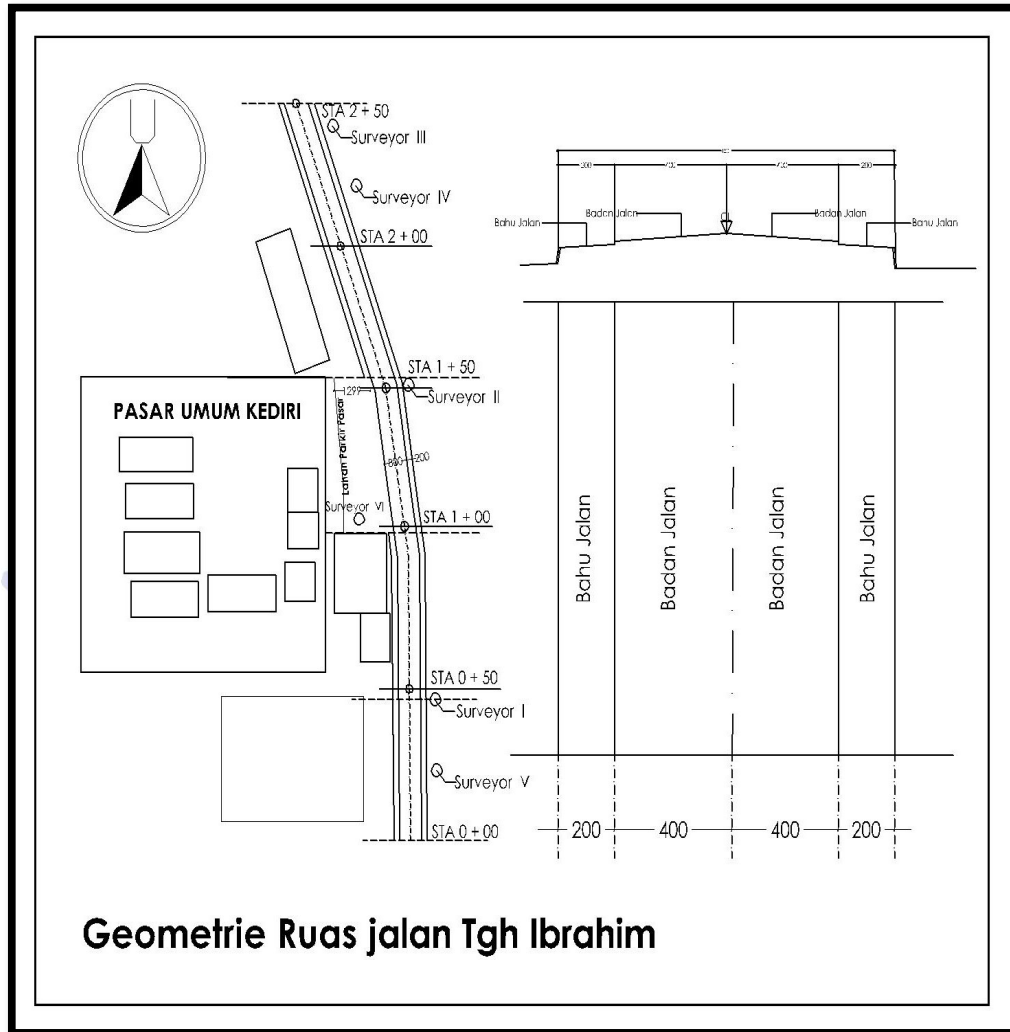 STA 2 + 50
Surveyor III
Surveyor IV
STA 2 + 00
STA 1 + 50
1299
Surveyor II
PASAR UMUM KEDIRI
Lahan Parkir Pasar
800
200
Surveyor VI
STA 1 + 00
STA 0 + 50
Surveyor I
Surveyor V
STA 0 + 00
200
Bahu Jalan
Badan Jalan
Badan Jalan
Bahu Jalan
Bahu Jalan
Badan Jalan
Badan Jalan
Bahu Jalan
200
400
400
200
Geometrie Ruas jalan Tgh Ibrahim